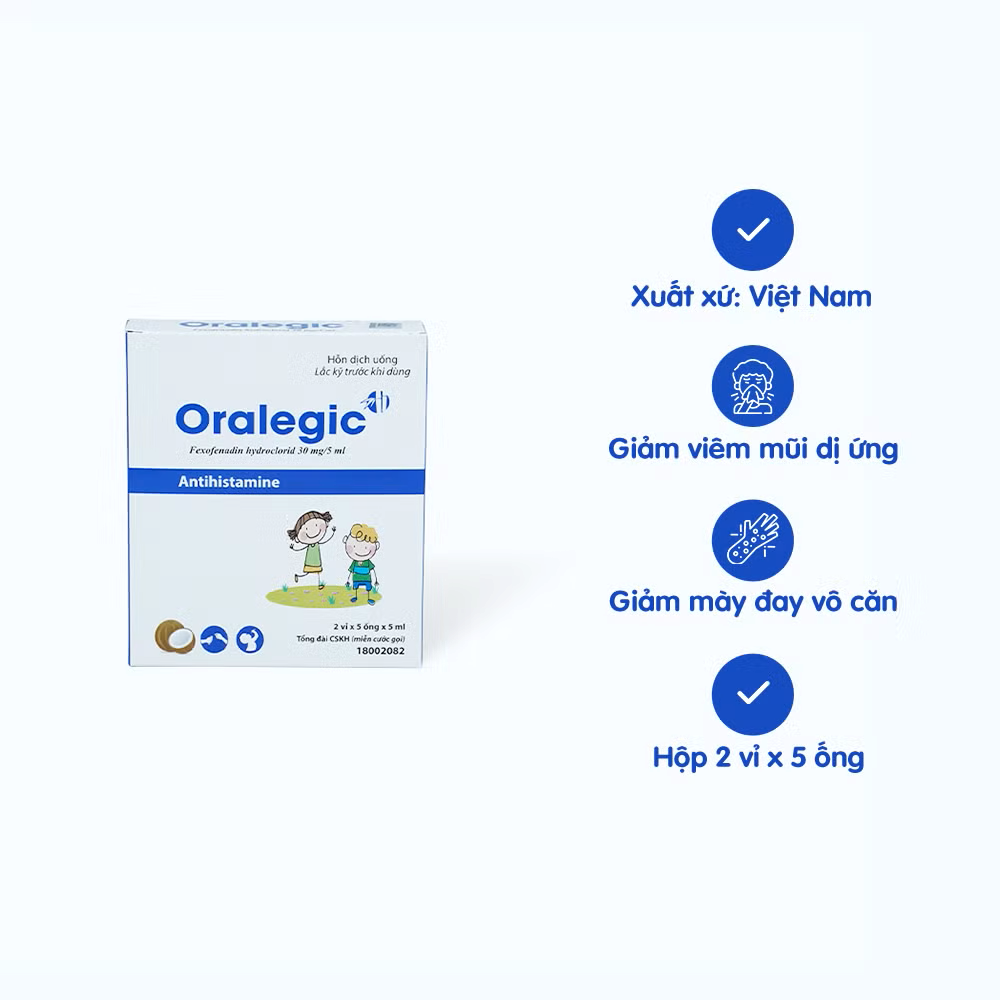 Oralegic
Hỗn dịch uống
Lắc kỹ trước khi dùng
Oralegic
Fexofenadin hydroclorid 30 mg/5 ml
Antihistamine
2 vỉ x 5 ống x 5 ml
Tổng đài CSKH (miễn cước gọi)
18002082
Xuất xứ: Việt Nam
Giảm viêm mũi dị ứng
Giảm mày đay vô căn
Hộp 2 vỉ x 5 ống